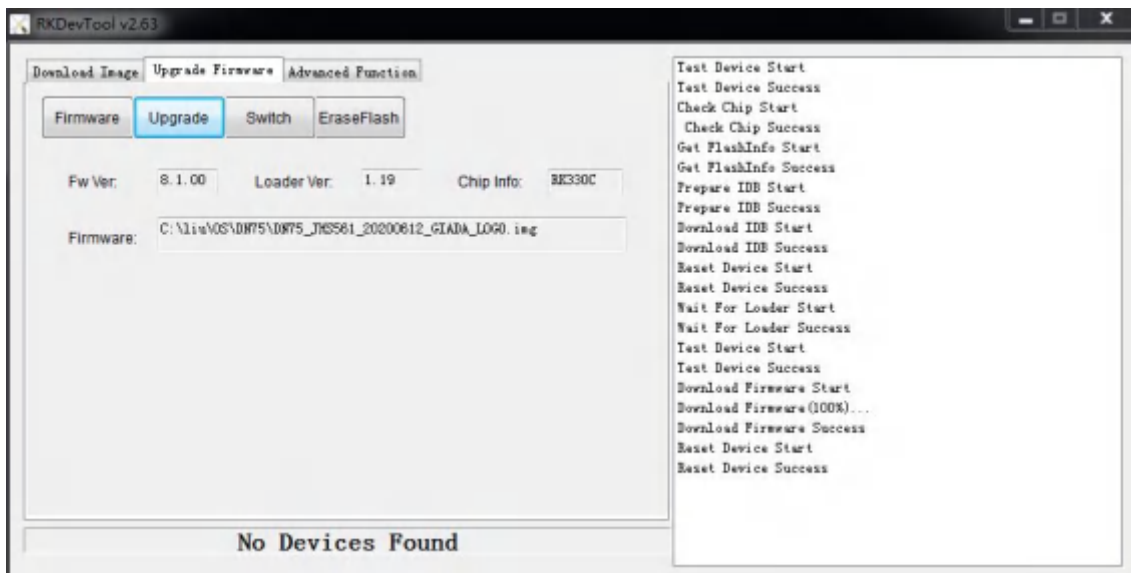 RKDevTool v2.63
Download Image Upgrade Firmware Advanced Function
Firmware Upgrade Switch EraseFlash
Fw Ver: 8.1.00 Loader Ver: 1.19 Chip Info: RK330C
Firmware: C:\liu\OS\DN75\DN75_JHS561_20200612_GIADA_LOGO.img
No Devices Found
Test Device Start
Test Device Success
Check Chip Start
Check Chip Success
Get FlashInfo Start
Get FlashInfo Success
Prepare IDB Start
Prepare IDB Success
Download IDB Start
Download IDB Success
Reset Device Start
Reset Device Success
Wait For Loader Start
Wait For Loader Success
Test Device Start
Test Device Success
Download Firmware Start
Download Firmware(100%)...
Download Firmware Success
Reset Device Start
Reset Device Success